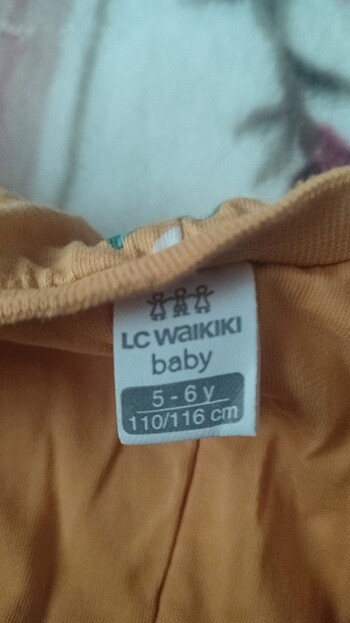 LC WAIKIKI
baby
5 - 6 y
110/116 cm